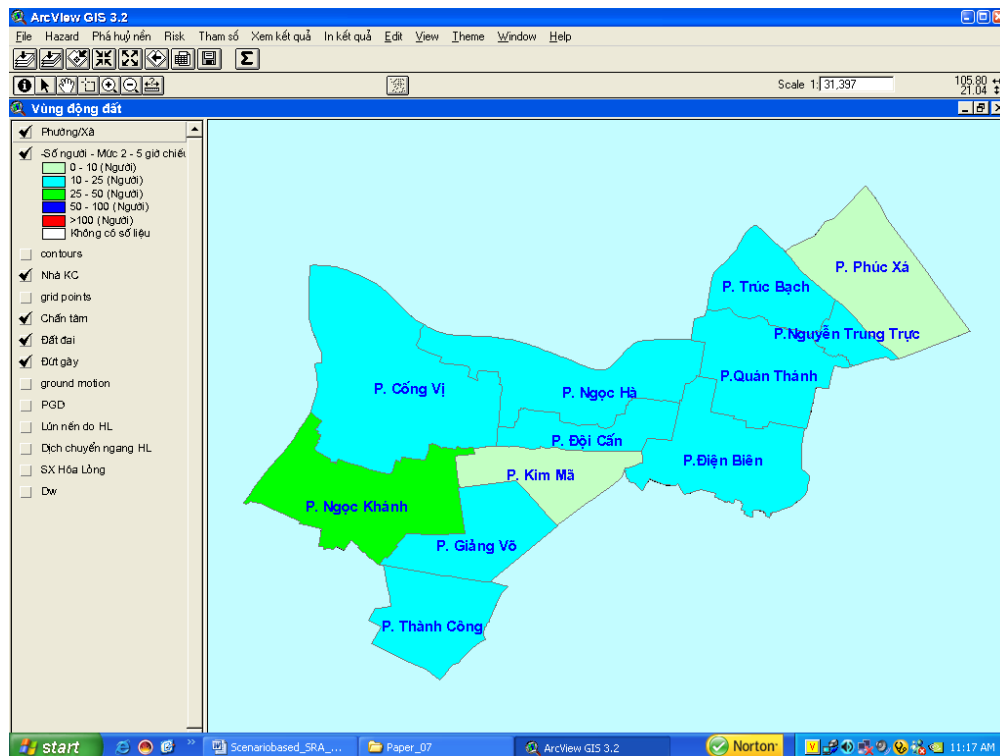 ArcView GIS 3.2
File Hazard Phá huỷ nền Risk Tham số Xem kết quả In kết quả Edit View Theme Window Help
Scale 1: 31,397
105.80
21.04
Vùng động đất
Phường/Xã
-Số người - Mức 2 - 5 giờ chiều
0 - 10 (Người)
10 - 25 (Người)
25 - 50 (Người)
50 - 100 (Người)
>100 (Người)
Không có số liệu
contours
Nhà KC
grid points
Chấn tâm
Đất đai
Đứt gãy
ground motion
PGD
Lún nền do HL
Dịch chuyển ngang HL
SX Hóa Lỏng
Dw
P. Phúc Xá
P. Trúc Bạch
P.Nguyễn Trung Trực
P.Quán Thánh
P. Cống Vị
P. Ngọc Hà
P. Đội Cấn
P.Điện Biên
P. Kim Mã
P. Ngọc Khánh
P. Giảng Võ
P. Thành Công
start
Scenariobased_SRA_...
Paper_07
ArcView GIS 3.2
Norton
11:17 AM